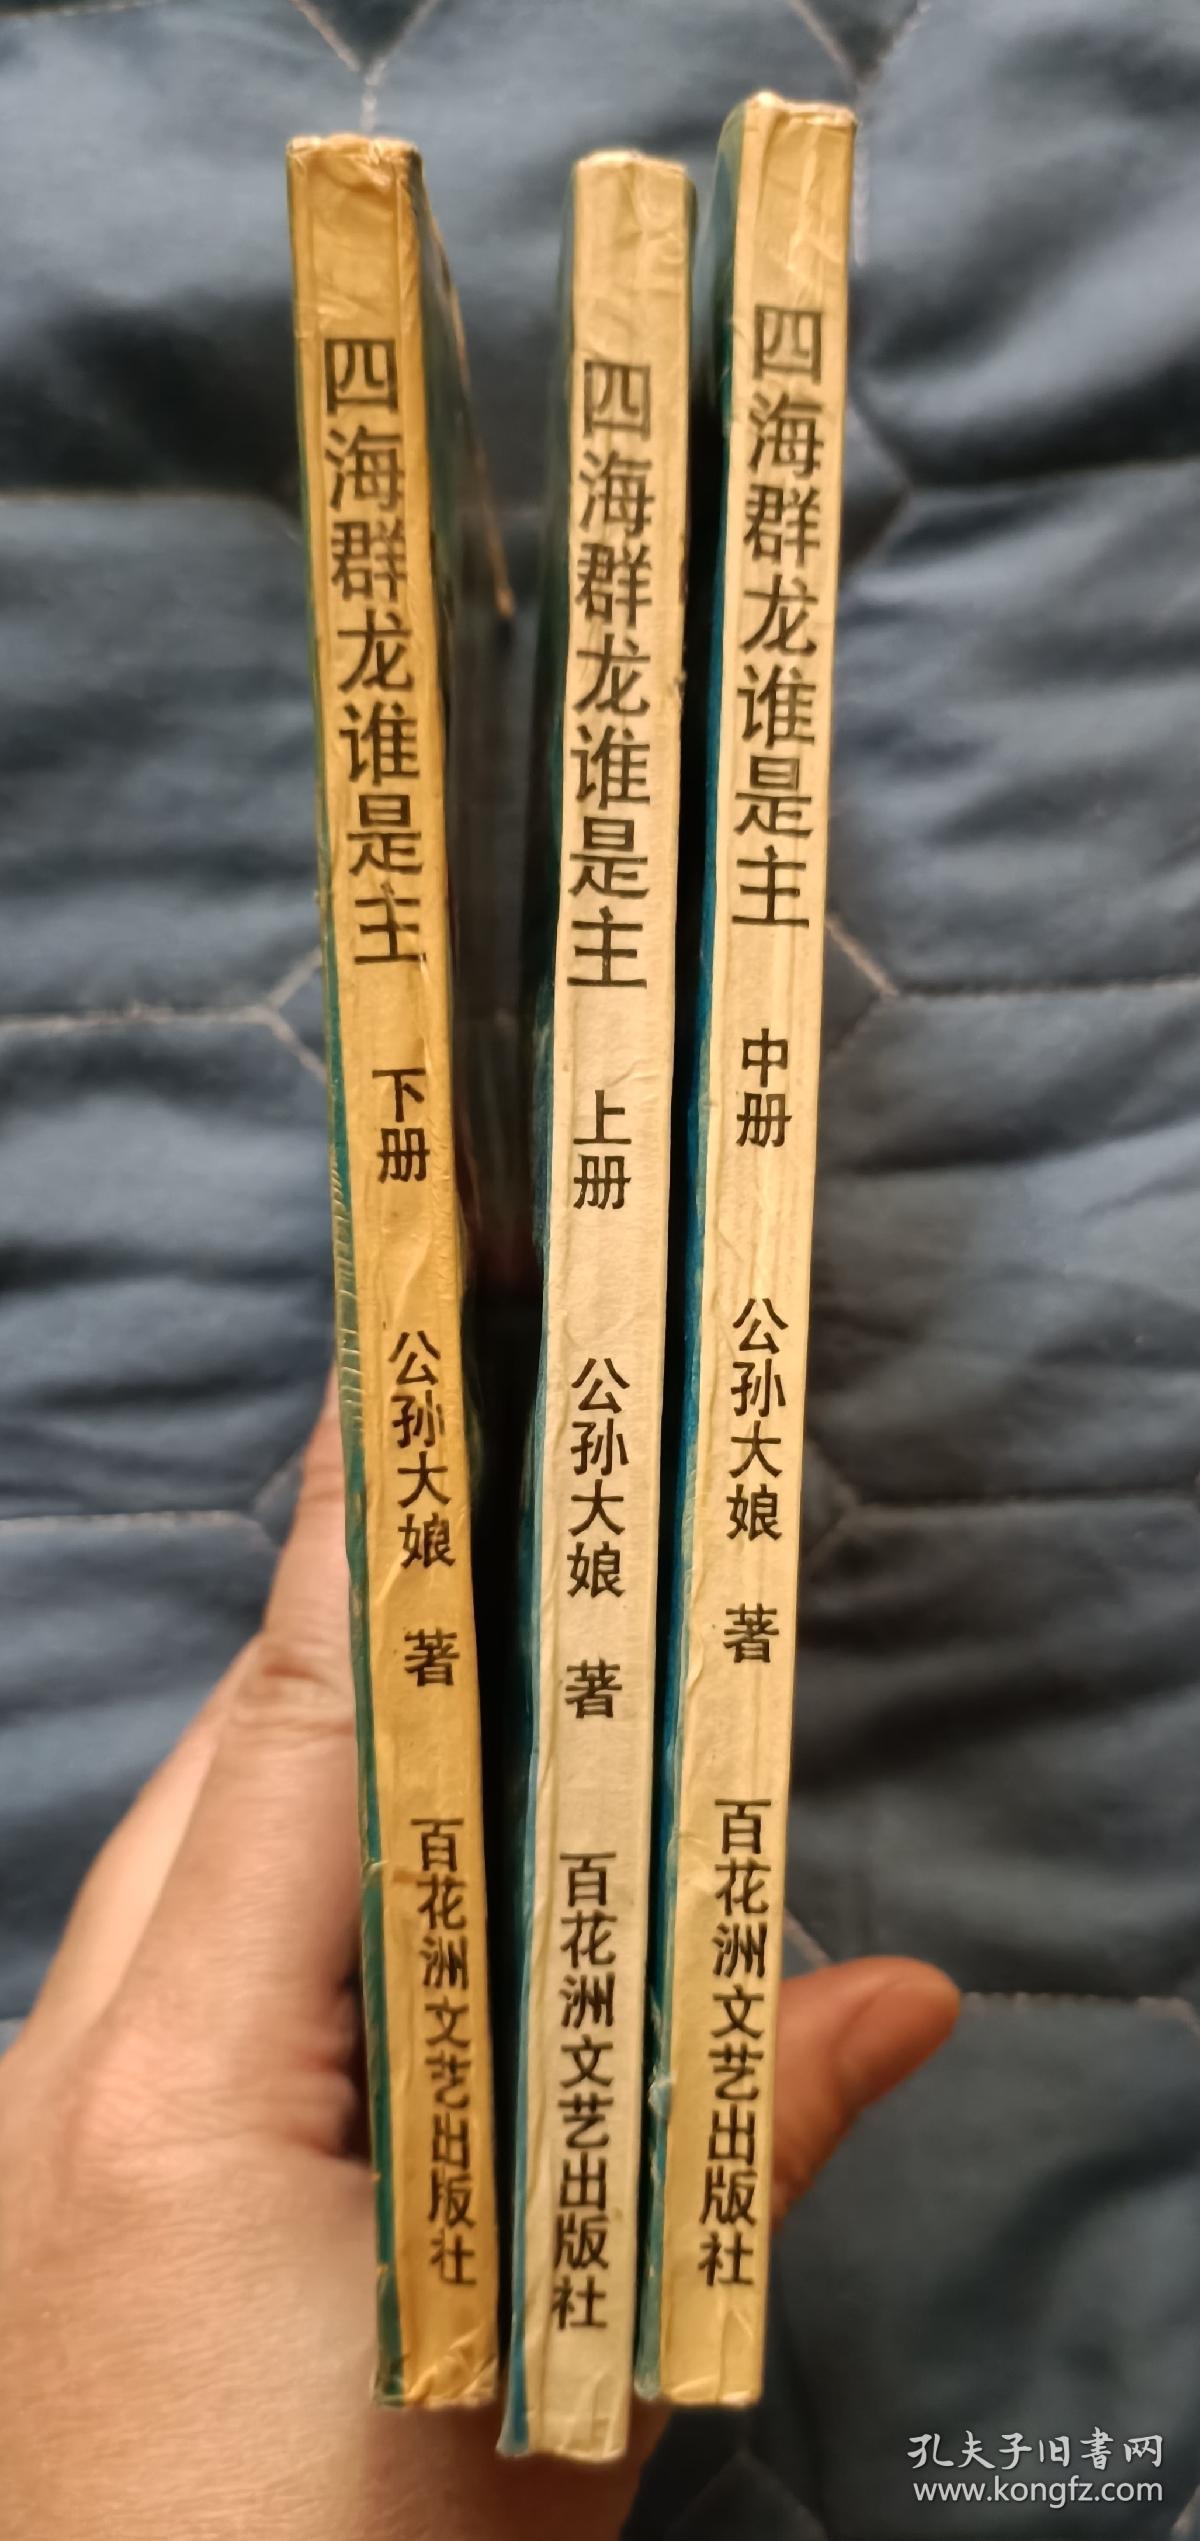 四海群龙谁是主 下册 公孙大娘 著 百花洲文艺出版社
四海群龙谁是主 上册 公孙大娘 著 百花洲文艺出版社
四海群龙谁是主 中册 公孙大娘 著 百花洲文艺出版社
孔夫子旧书网
www.kongfz.com